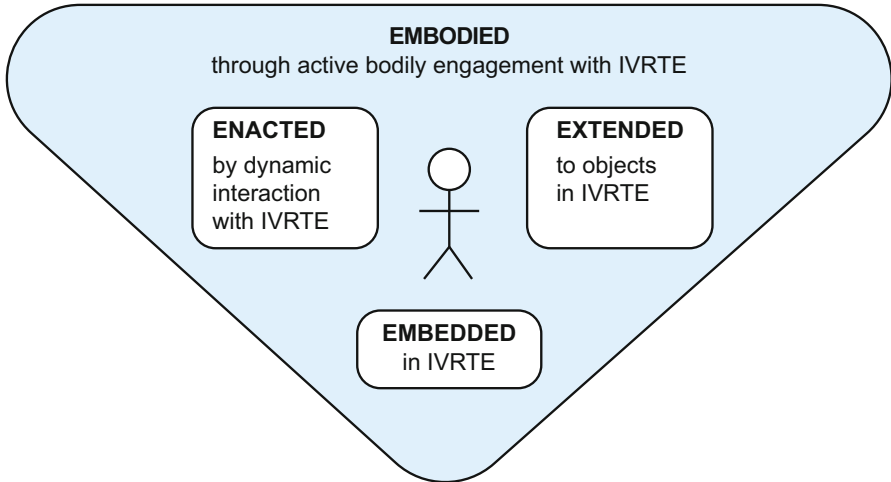 EMBODIED
through active bodily engagement with IVRTE
ENACTED
by dynamic
interaction
with IVRTE
EXTENDED
to objects
in IVRTE
EMBEDDED
in IVRTE